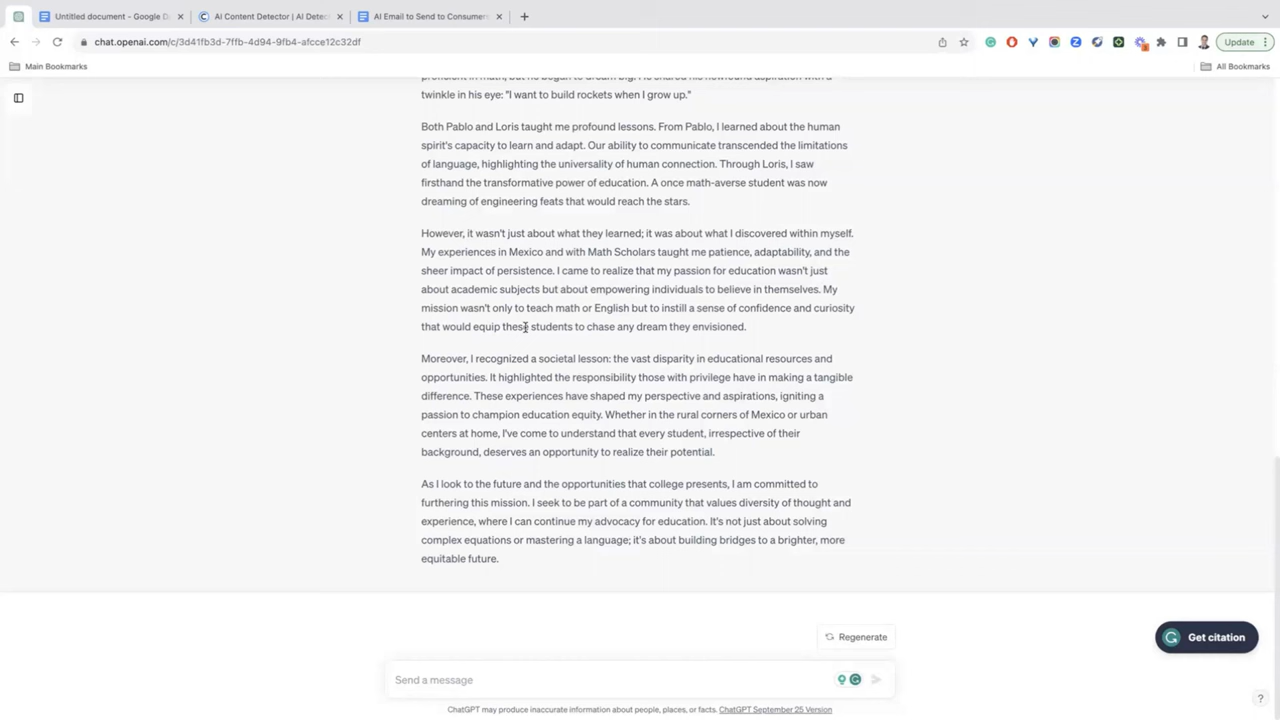 Untitled document - Google D
AI Content Detector | AI Detec
AI Email to Send to Consumers
chat.openai.com/c/3d41fb3d-7ffb-4d94-9fb4-afcce12c32df
Update
Main Bookmarks
All Bookmarks
proficient in math, but he began to dream big. He shared his newfound aspiration with a
twinkle in his eye: "I want to build rockets when I grow up."
Both Pablo and Loris taught me profound lessons. From Pablo, I learned about the human
spirit's capacity to learn and adapt. Our ability to communicate transcended the limitations
of language, highlighting the universality of human connection. Through Loris, I saw
firsthand the transformative power of education. A once math-averse student was now
dreaming of engineering feats that would reach the stars.
However, it wasn't just about what they learned; it was about what I discovered within myself.
My experiences in Mexico and with Math Scholars taught me patience, adaptability, and the
sheer impact of persistence. I came to realize that my passion for education wasn't just
about academic subjects but about empowering individuals to believe in themselves. My
mission wasn't only to teach math or English but to instill a sense of confidence and curiosity
that would equip these students to chase any dream they envisioned.
Moreover, I recognized a societal lesson: the vast disparity in educational resources and
opportunities. It highlighted the responsibility those with privilege have in making a tangible
difference. These experiences have shaped my perspective and aspirations, igniting a
passion to champion education equity. Whether in the rural corners of Mexico or urban
centers at home, I've come to understand that every student, irrespective of their
background, deserves an opportunity to realize their potential.
As I look to the future and the opportunities that college presents, I am committed to
furthering this mission. I seek to be part of a community that values diversity of thought and
experience, where I can continue my advocacy for education. It's not just about solving
complex equations or mastering a language; it's about building bridges to a brighter, more
equitable future.
Regenerate
Get citation
Send a message
ChatGPT may produce inaccurate information about people, places, or facts. ChatGPT September 25 Version
?